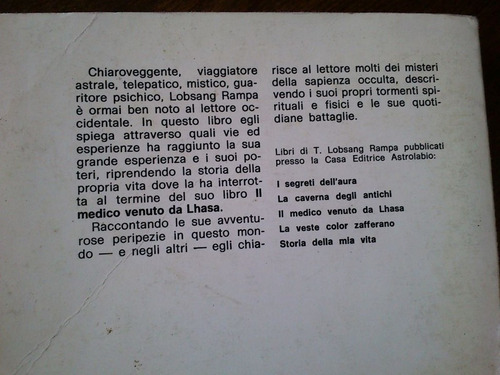 Chiaroveggente, viaggiatore
astrale, telepatico, mistico, gua-
ritore psichico, Lobsang Rampa
è ormai ben noto al lettore oc-
cidentale. In questo libro egli
spiega attraverso quali vie ed
esperienze ha raggiunto la sua
grande esperienza e i suoi po-
teri, riprendendo la storia della
propria vita dove la ha interrot-
ta al termine del suo libro Il
medico venuto da Lhasa.
Raccontando le sue avventu-
rose peripezie in questo mon-
do — e negli altri — egli chia-
risce al lettore molti dei misteri
della sapienza occulta, descri-
vendo i suoi propri tormenti spi-
rituali e fisici e le sue quoti-
diane battaglie.
Libri di T. Lobsang Rampa pubblicati
presso la Casa Editrice Astrolabio:
I segreti dell'aura
La caverna degli antichi
Il medico venuto da Lhasa
La veste color zafferano
Storia della mia vita